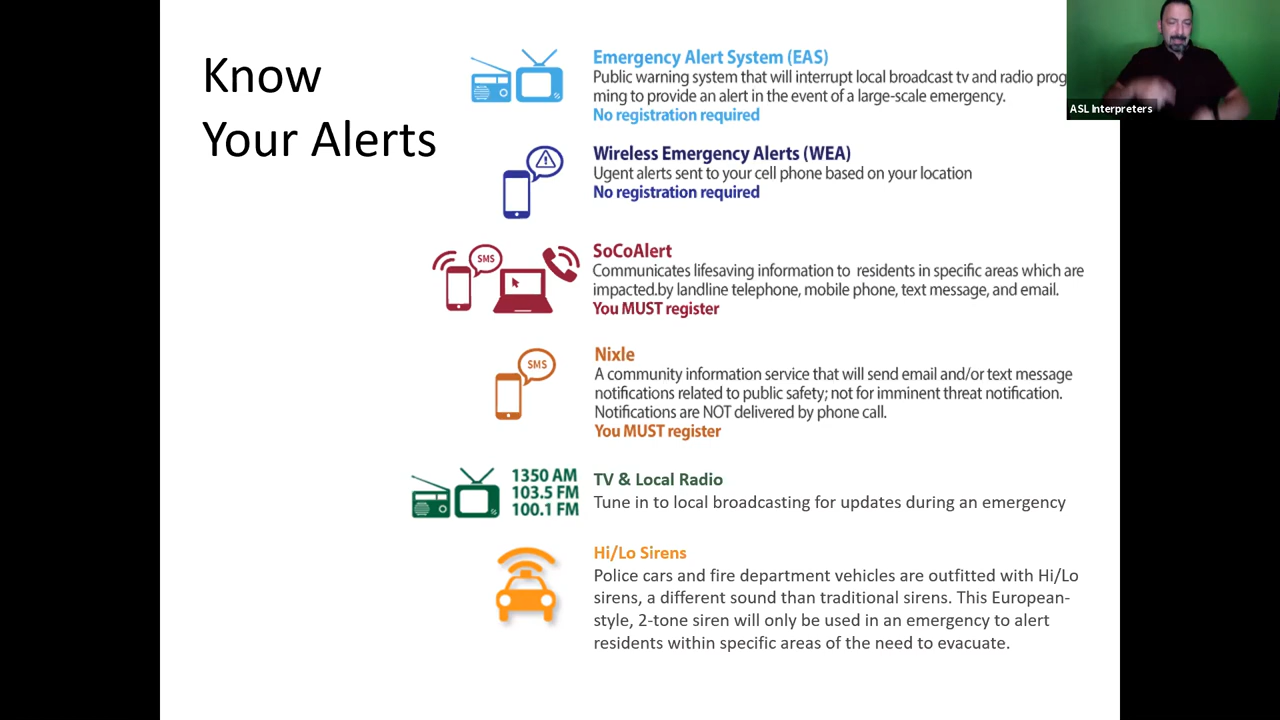 Know
Your Alerts
Emergency Alert System (EAS)
Public warning system that will interrupt local broadcast tv and radio prog
ming to provide an alert in the event of a large-scale emergency.
No registration required
Wireless Emergency Alerts (WEA)
Ugent alerts sent to your cell phone based on your location
No registration required
SMS
SoCoAlert
Communicates lifesaving information to residents in specific areas which are
impacted.by landline telephone, mobile phone, text message, and email.
You MUST register
SMS
Nixle
A community information service that will send email and/or text message
notifications related to public safety; not for imminent threat notification.
Notifications are NOT delivered by phone call.
You MUST register
1350 AM
103.5 FM
100.1 FM
TV & Local Radio
Tune in to local broadcasting for updates during an emergency
Hi/Lo Sirens
Police cars and fire department vehicles are outfitted with Hi/Lo
sirens, a different sound than traditional sirens. This European-
style, 2-tone siren will only be used in an emergency to alert
residents within specific areas of the need to evacuate.
ASL Interpreters